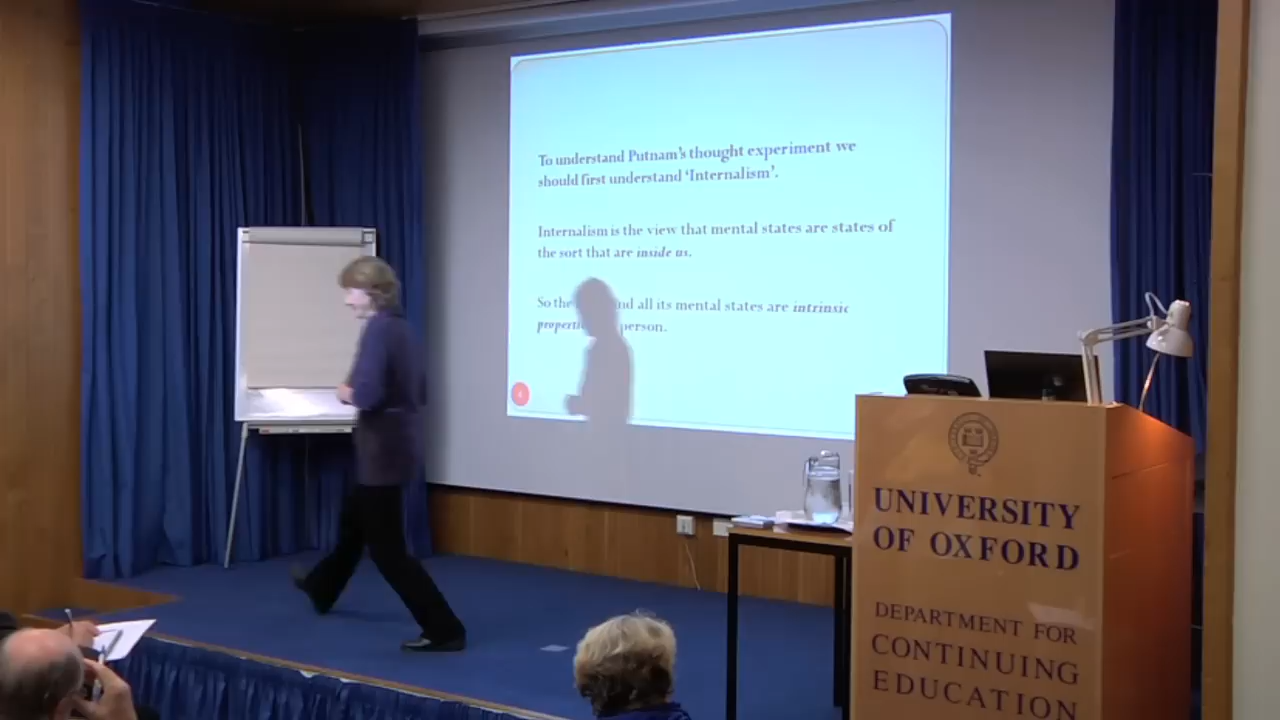 To understand Putnam's thought experiment we
should first understand 'Internalism'.
Internalism is the view that mental states are states of
the sort that are inside us.
So the nd all its mental states are intrinsic
properti person.
UNIVERSITY
OF OXFORD
DEPARTMENT FOR
CONTINUING
EDUCATION